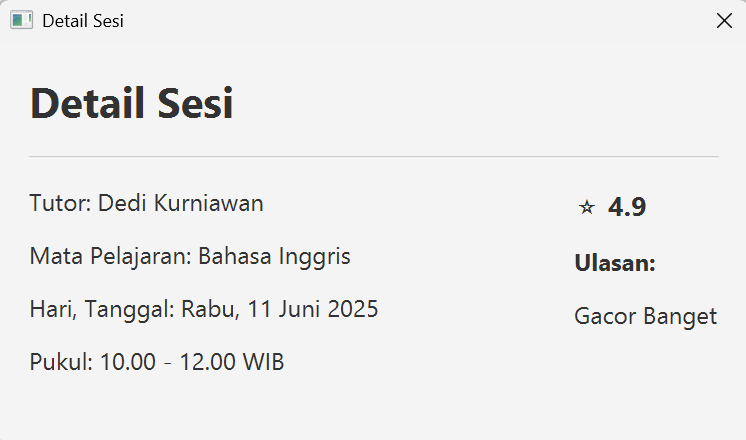 Detail Sesi
Detail Sesi
Tutor: Dedi Kurniawan
Mata Pelajaran: Bahasa Inggris
Hari, Tanggal: Rabu, 11 Juni 2025
Pukul: 10.00 - 12.00 WIB
☆ 4.9
Ulasan:
Gacor Banget